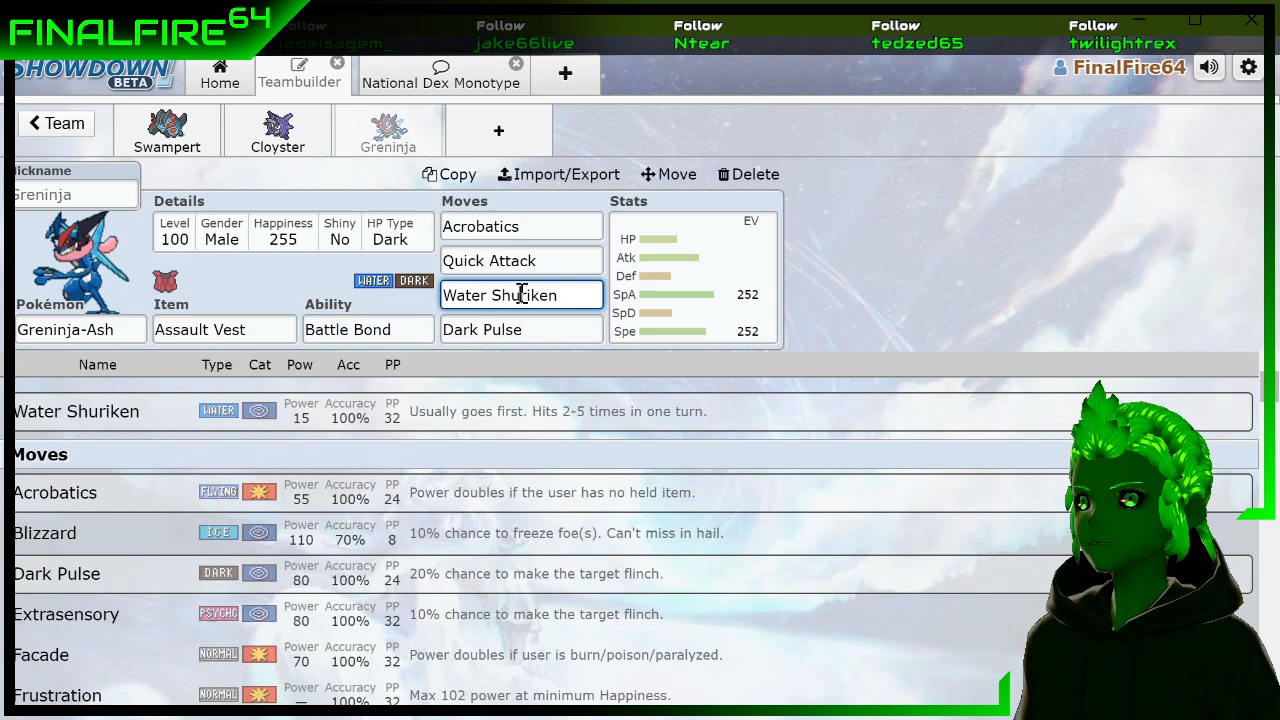 FINALFIRE64
Follow Follow Follow Follow Follow
jadeisagem_ jake66live Ntear tedzed65 twilightrex
SHOWDOWN
BETA
Home
Teambuilder
National Dex Monotype
+
FinalFire64
Team
Swampert
Cloyster
Greninja
+
ickname
Greninja
Copy Import/Export Move Delete
Details Moves Stats
Level Gender Happiness Shiny HP Type
100 Male 255 No Dark
WATER DARK
Pokémon Item Ability
Greninja-Ash Assault Vest Battle Bond
Acrobatics
Quick Attack
Water Shuriken
Dark Pulse
EV
HP
Atk
Def
SpA 252
SpD
Spe 252
Name Type Cat Pow Acc PP
Water Shuriken WATER Power 15 Accuracy 100% PP 32 Usually goes first. Hits 2-5 times in one turn.
Moves
Acrobatics FLYING Power 55 Accuracy 100% PP 24 Power doubles if the user has no held item.
Blizzard ICE Power 110 Accuracy 70% PP 8 10% chance to freeze foe(s). Can't miss in hail.
Dark Pulse DARK Power 80 Accuracy 100% PP 24 20% chance to make the target flinch.
Extrasensory PSYCHC Power 80 Accuracy 100% PP 32 10% chance to make the target flinch.
Facade NORMAL Power 70 Accuracy 100% PP 32 Power doubles if user is burn/poison/paralyzed.
Frustration NORMAL Power — Accuracy 100% PP 32 Max 102 power at minimum Happiness.